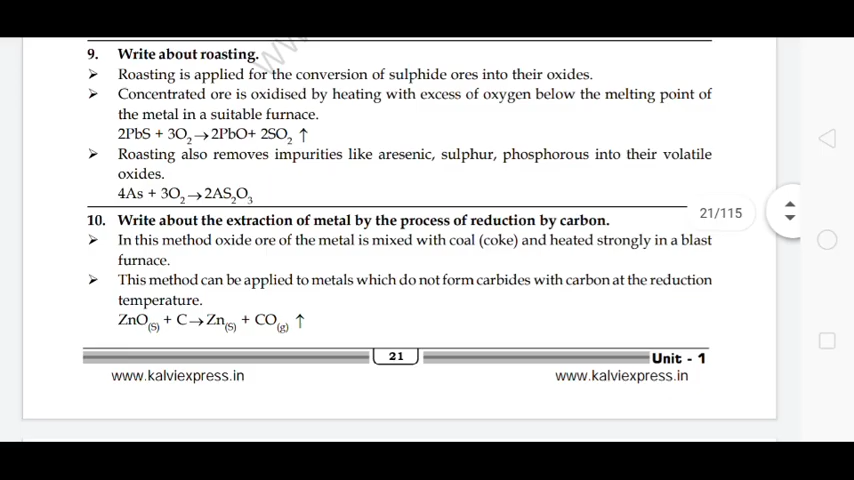 9. Write about roasting.
➢ Roasting is applied for the conversion of sulphide ores into their oxides.
➢ Concentrated ore is oxidised by heating with excess of oxygen below the melting point of
the metal in a suitable furnace.
2PbS + 3O₂→2PbO+ 2SO₂ ↑
➢ Roasting also removes impurities like aresenic, sulphur, phosphorous into their volatile
oxides.
4As + 3O₂→2AS₂O₃
10. Write about the extraction of metal by the process of reduction by carbon.
21/115
➢ In this method oxide ore of the metal is mixed with coal (coke) and heated strongly in a blast
furnace.
➢ This method can be applied to metals which do not form carbides with carbon at the reduction
temperature.
ZnO(S) + C→Zn(S) + CO(g) ↑
21
Unit - 1
www.kalviexpress.in
www.kalviexpress.in